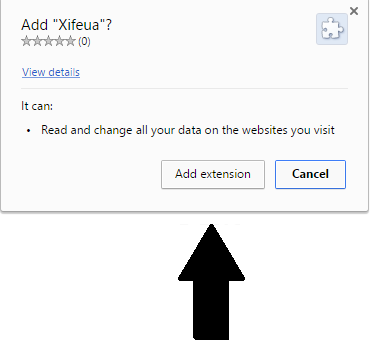 Add "Xifeua"?
(0)
View details
It can:
• Read and change all your data on the websites you visit
Add extension
Cancel